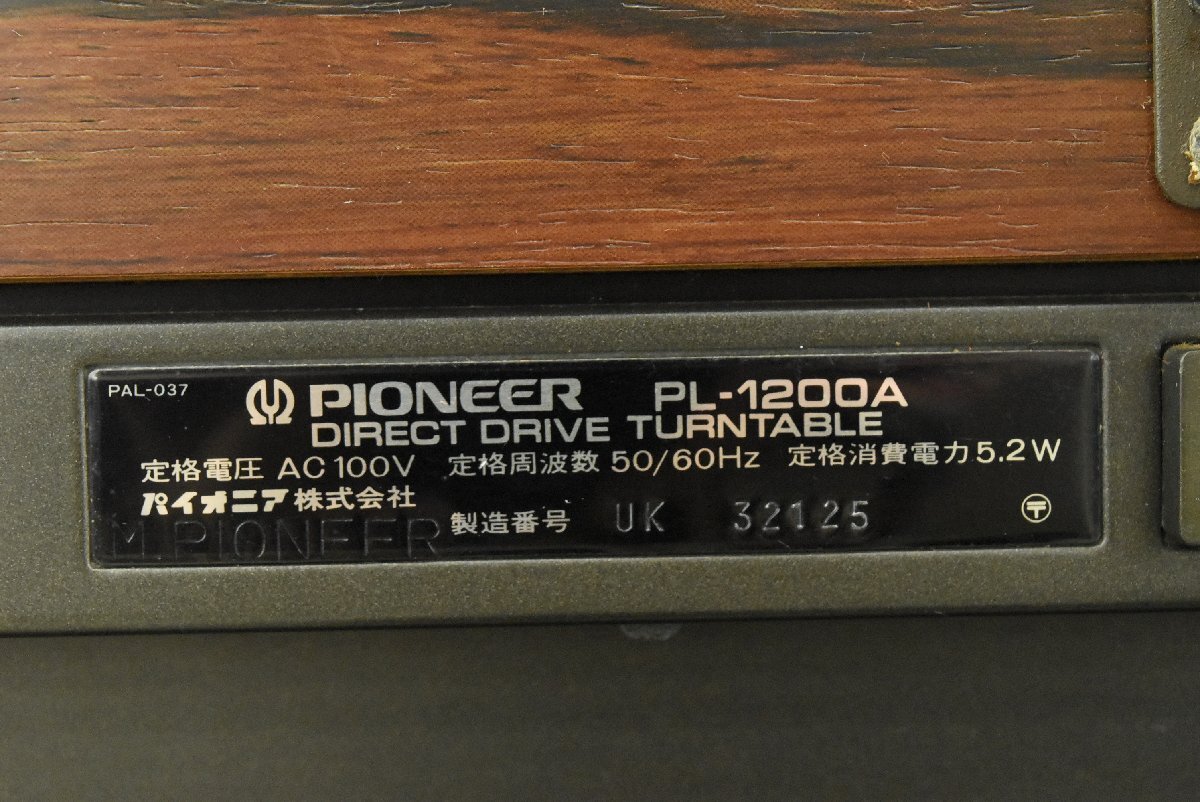 PAL-037
PIONEER PL-1200A
DIRECT DRIVE TURNTABLE
定格電圧 AC 100V 定格周波数 50/60Hz 定格消費電力 5.2W
パイオニア株式会社
M PIONEER 製造番号 UK 32125 〒